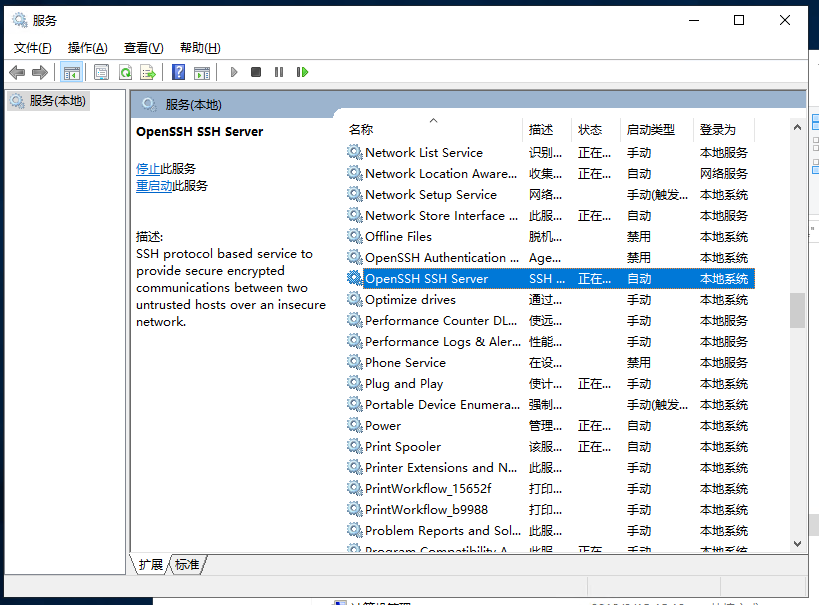 服务
文件(F) 操作(A) 查看(V) 帮助(H)
服务(本地)
服务(本地)
OpenSSH SSH Server
停止此服务
重启动此服务
描述:
SSH protocol based service to
provide secure encrypted
communications between two
untrusted hosts over an insecure
network.
名称 描述 状态 启动类型 登录为
Network List Service 识别... 正在... 手动 本地服务
Network Location Aware... 收集... 正在... 自动 网络服务
Network Setup Service 网络... 手动(触发... 本地系统
Network Store Interface ... 此服... 正在... 自动 本地服务
Offline Files 脱机... 禁用 本地系统
OpenSSH Authentication ... Age... 禁用 本地系统
OpenSSH SSH Server SSH ... 正在... 自动 本地系统
Optimize drives 通过... 手动 本地系统
Performance Counter DL... 使远... 手动 本地服务
Performance Logs & Aler... 性能... 手动 本地服务
Phone Service 在设... 禁用 本地服务
Plug and Play 使计... 正在... 手动 本地系统
Portable Device Enumera... 强制... 手动(触发... 本地系统
Power 管理... 正在... 自动 本地系统
Print Spooler 该服... 正在... 自动 本地系统
Printer Extensions and N... 此服... 手动 本地系统
PrintWorkflow_15652f 打印... 手动 本地系统
PrintWorkflow_b9988 打印... 手动 本地系统
Problem Reports and Sol... 此服... 手动 本地系统
Program Compatibility A... 此服... 正在... 手动 本地系统
扩展 标准
计算机管理